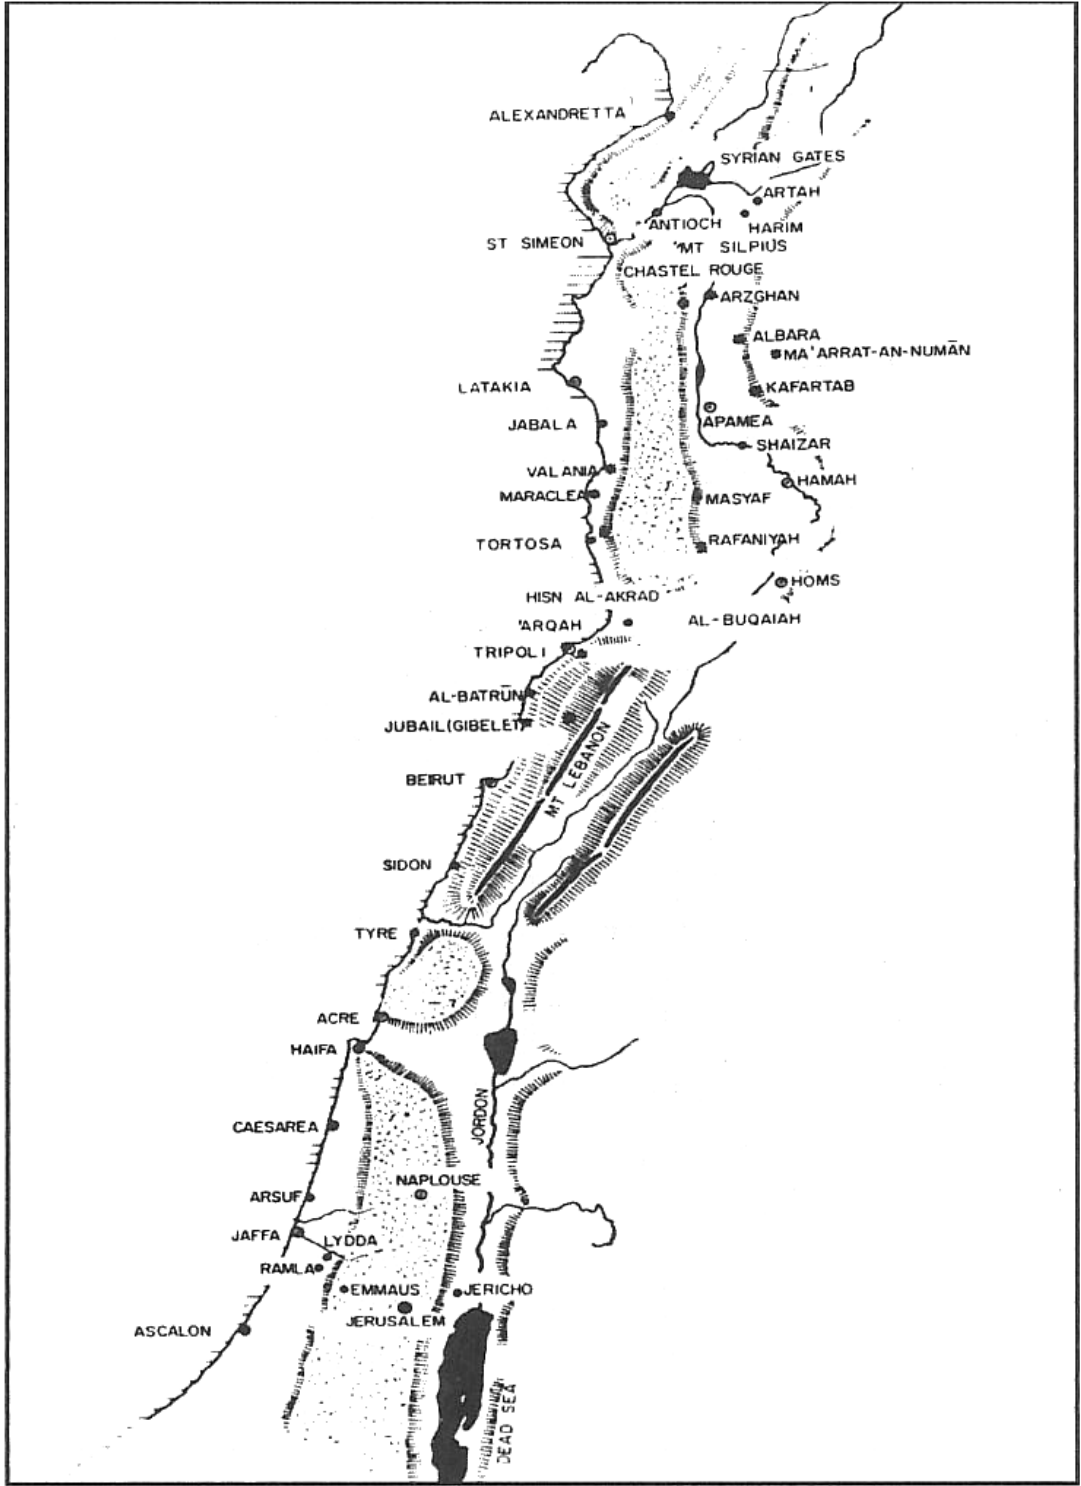 ALEXANDRETTA
SYRIAN GATES
ARTAH
ANTIOCH
HARIM
ST SIMEON
MT SILPIUS
CHASTEL ROUGE
ARZGHAN
ALBARA
MA'ARRAT-AN-NUMĀN
LATAKIA
KAFARTAB
APAMEA
JABALA
SHAIZAR
VALANIA
HAMAH
MARACLEA
MASYAF
TORTOSA
RAFANIYAH
HOMS
HISN AL-AKRAD
'ARQAH
AL-BUQAIAH
TRIPOLI
AL-BATRŪN
JUBAIL(GIBELET)
MT LEBANON
BEIRUT
SIDON
TYRE
ACRE
HAIFA
JORDON
CAESAREA
NAPLOUSE
ARSUF
JAFFA
LYDDA
RAMLA
EMMAUS
JERICHO
JERUSALEM
ASCALON
DEAD SEA